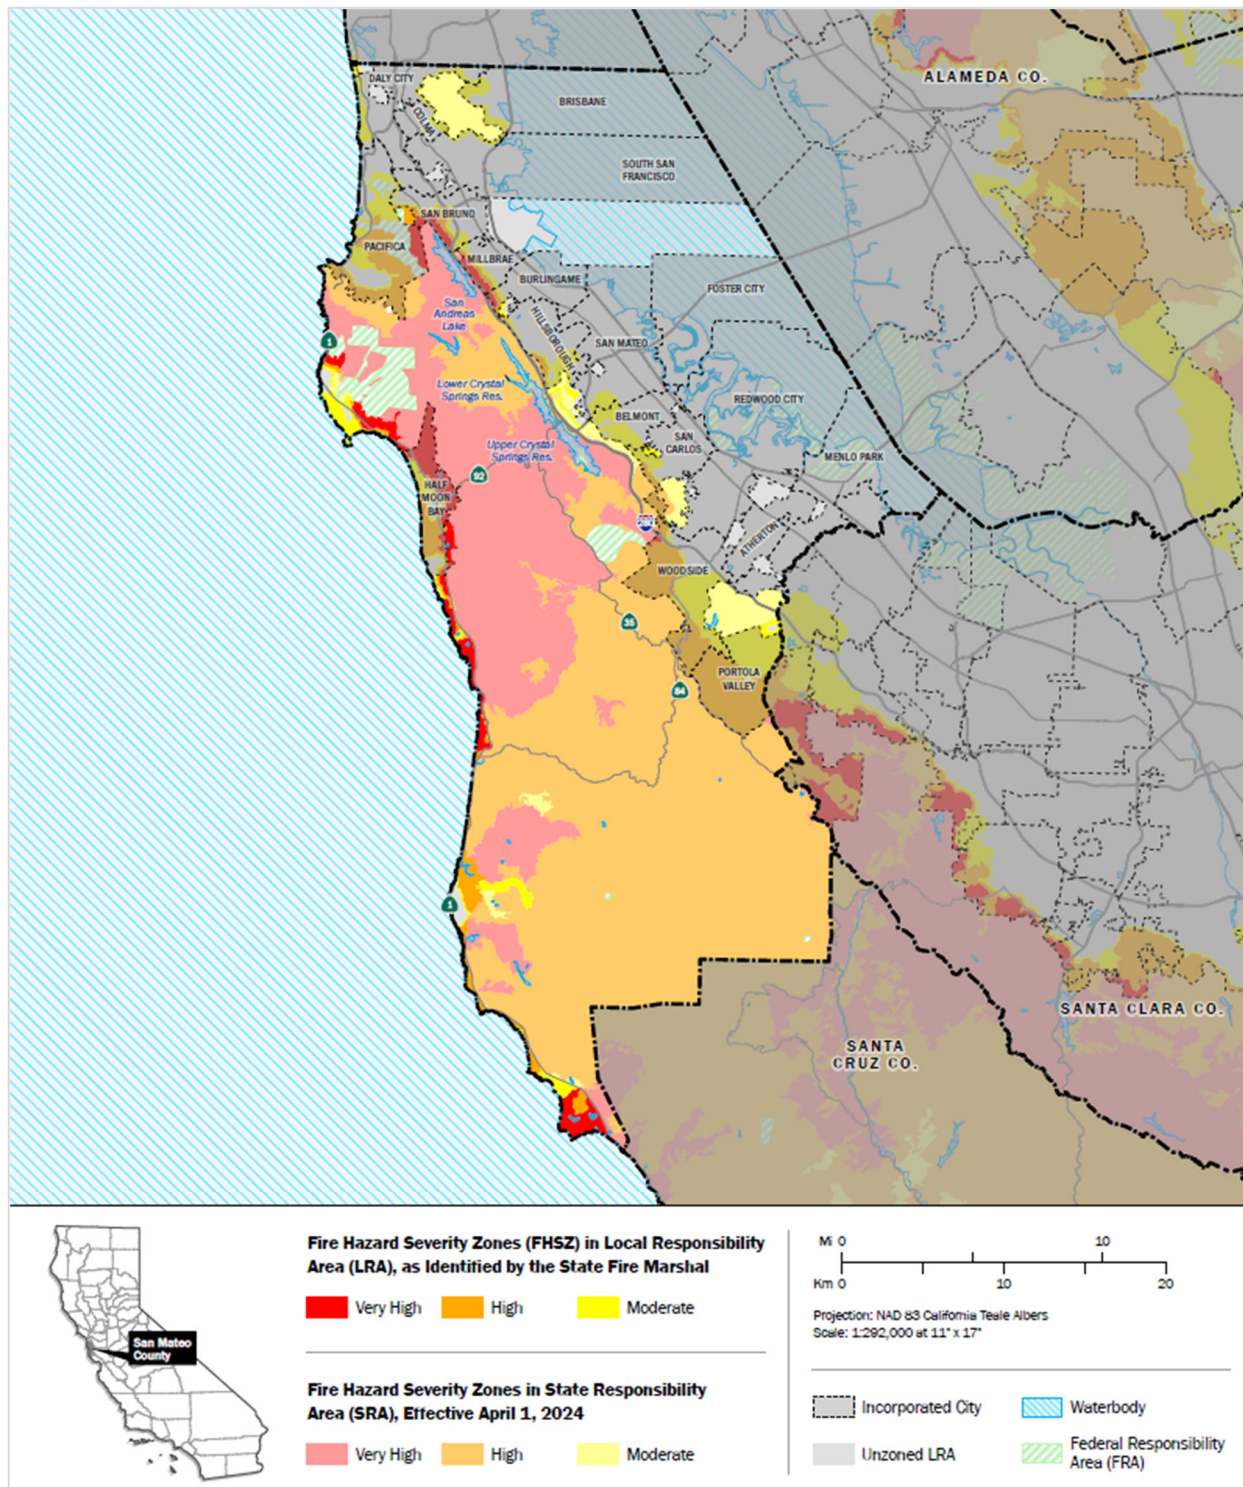 ALAMEDA CO.
DALY CITY
COLMA
BRISBANE
SOUTH SAN
FRANCISCO
SAN BRUNO
PACIFICA
MILLBRAE
BURLINGAME
FOSTER CITY
San
Andreas
Lake
HILLSBOROUGH
SAN MATEO
1
Lower Crystal
Springs Res.
REDWOOD CITY
BELMONT
SAN
CARLOS
Upper Crystal
Springs Res.
MENLO PARK
92
HALF
MOON
BAY
280
ATHERTON
WOODSIDE
35
PORTOLA
VALLEY
84
1
SANTA CLARA CO.
SANTA
CRUZ CO.
San Mateo
County
Fire Hazard Severity Zones (FHSZ) in Local Responsibility
Area (LRA), as Identified by the State Fire Marshal
Very High
High
Moderate
Fire Hazard Severity Zones in State Responsibility
Area (SRA), Effective April 1, 2024
Very High
High
Moderate
Mi 0 10
Km 0 10 20
Projection: NAD 83 California Teale Albers
Scale: 1:292,000 at 11" x 17"
Incorporated City
Waterbody
Unzoned LRA
Federal Responsibility
Area (FRA)